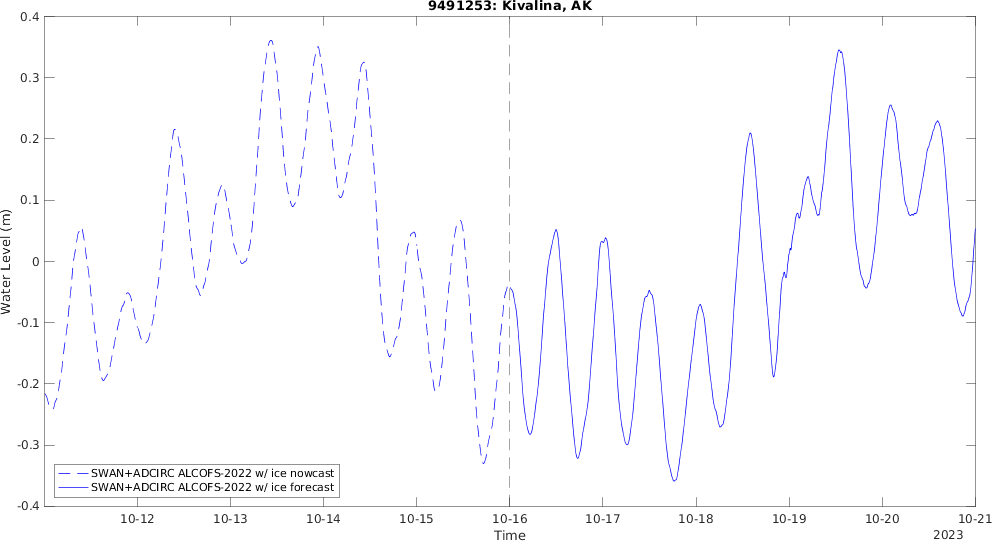 9491253: Kivalina, AK
0.4
0.3
0.2
0.1
0
-0.1
-0.2
-0.3
-0.4
Water Level (m)
SWAN+ADCIRC ALCOFS-2022 w/ ice nowcast
SWAN+ADCIRC ALCOFS-2022 w/ ice forecast
10-12 10-13 10-14 10-15 10-16 10-17 10-18 10-19 10-20 10-21
Time
2023